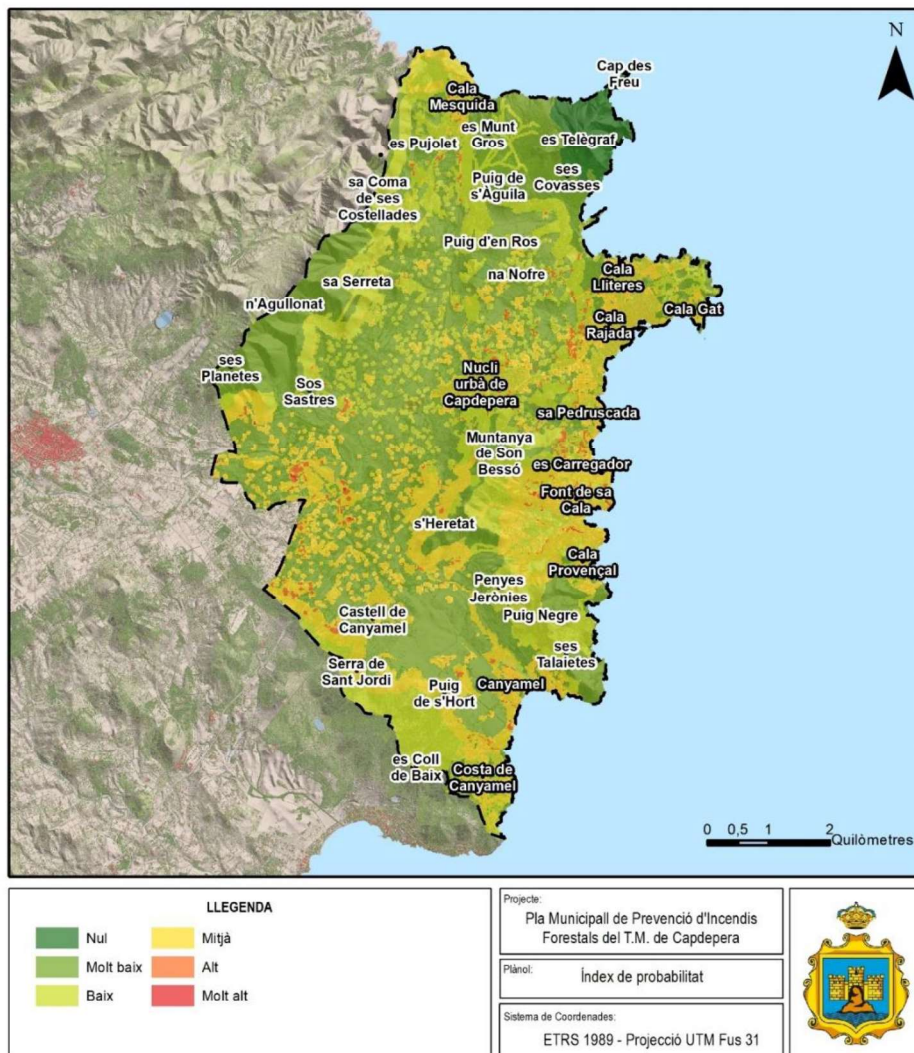 N
Cap des
Freu
Cala
Mesquida
es Munt
Gros
es Pujolet
es Telègraf
ses
Covasses
Puig de
s'Àguila
sa Coma
de ses
Costellades
Puig d'en Ros
na Nofre
Cala
Lliteres
sa Serreta
n'Agullonat
Cala Gat
Cala
Rajada
ses
Planetes
Nucli
urbà de
Capdepera
Sos
Sastres
sa Pedruscada
Muntanya
de Son
Bessó
es Carregador
Font de sa
Cala
s'Heretat
Cala
Provençal
Penyes
Jerònies
Puig Negre
Castell de
Canyamel
ses
Talaietes
Serra de
Sant Jordi
Puig
de s'Hort
Canyamel
es Coll
de Baix
Costa de
Canyamel
0 0,5 1 2
Quilòmetres
LLEGENDA
Nul
Molt baix
Baix
Mitjà
Alt
Molt alt
Projecte:
Pla Municipall de Prevenció d'Incendis
Forestals del T.M. de Capdepera
Plànol:
Índex de probabilitat
Sistema de Coordenades:
ETRS 1989 - Projecció UTM Fus 31